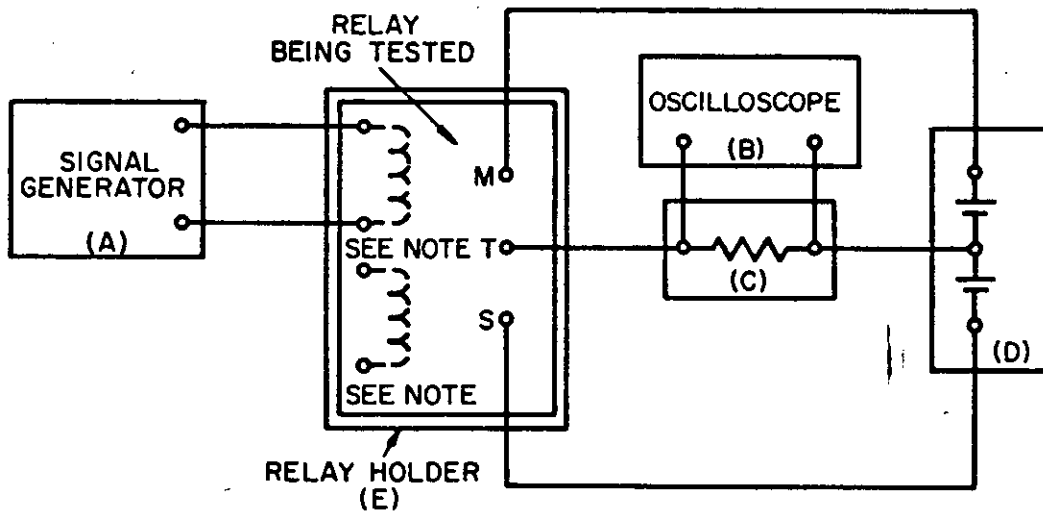 RELAY
BEING TESTED
SIGNAL
GENERATOR
(A)
M
SEE NOTE T
S
SEE NOTE
RELAY HOLDER
(E)
OSCILLOSCOPE
(B)
(C)
(D)